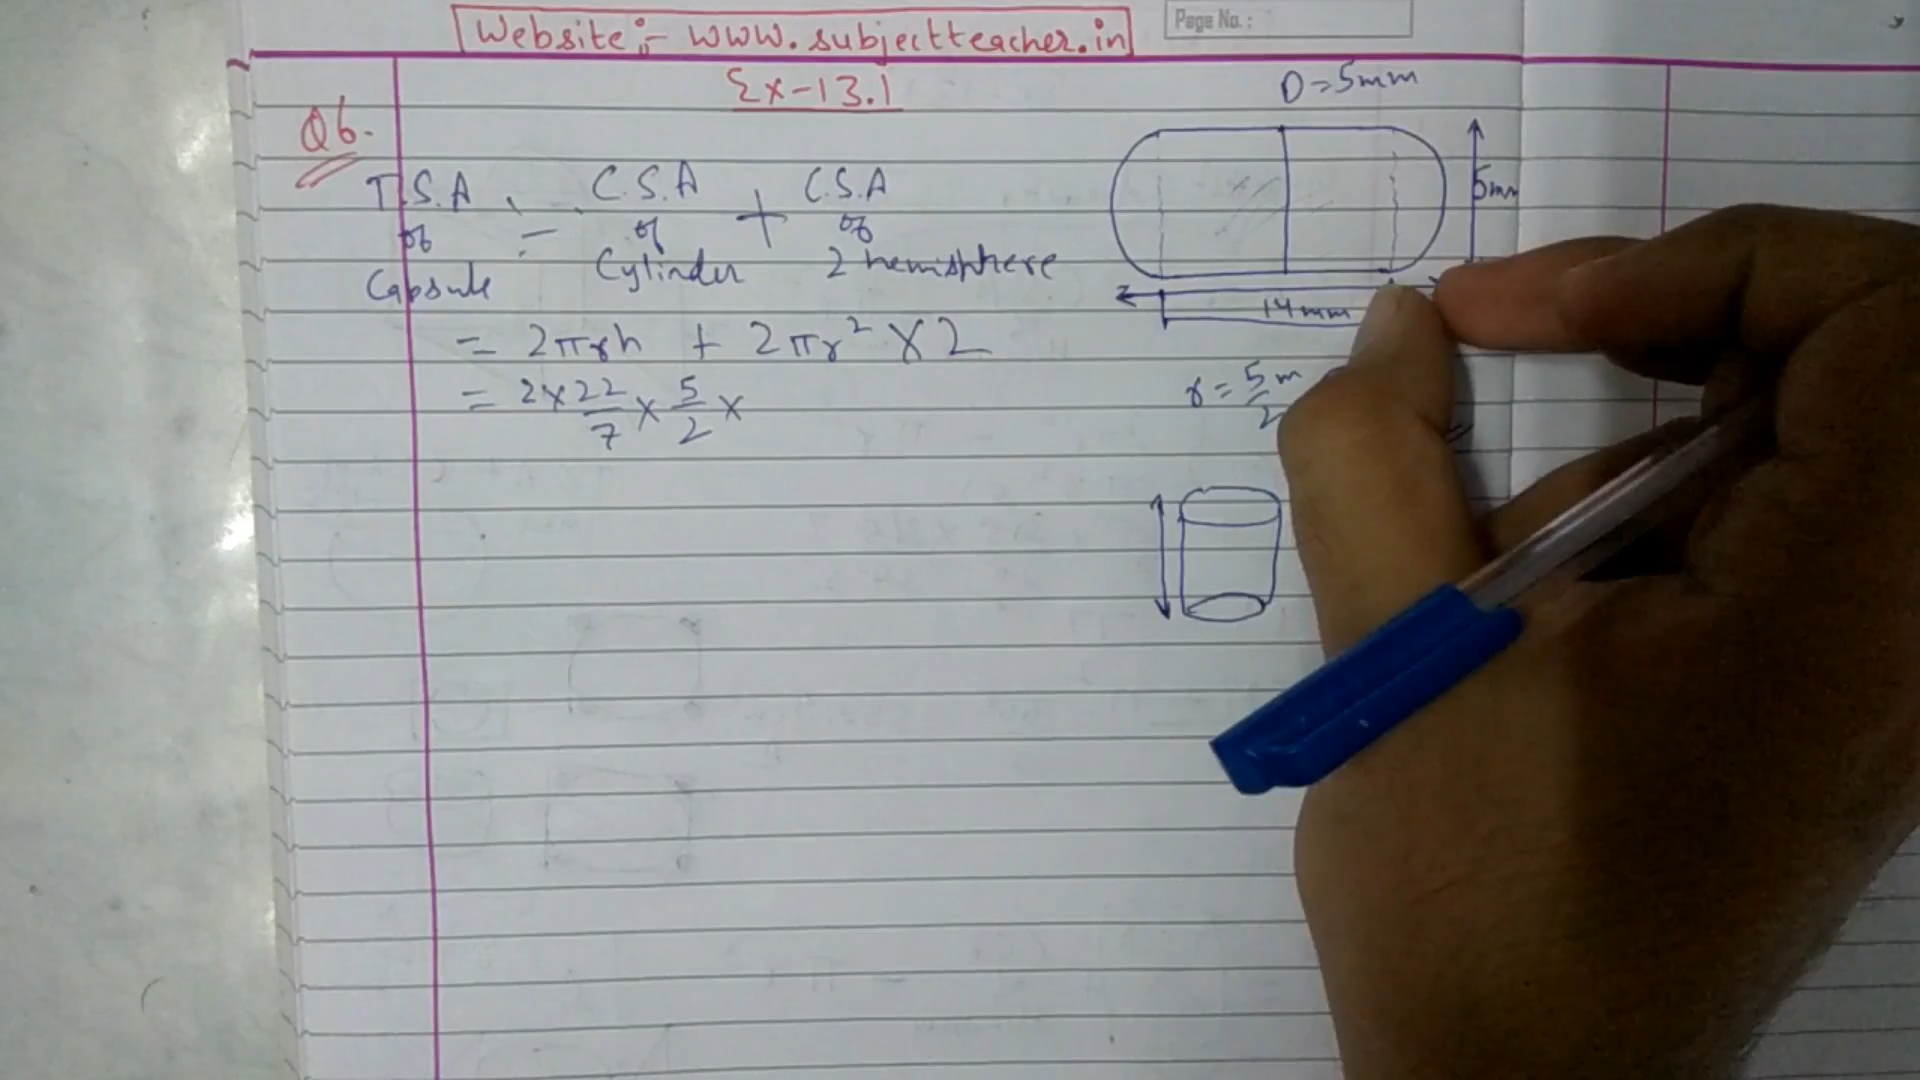 Website :- www.subjectteacher.in
Page No.:
Ex-13.1
Q6.
D=5mm
T.S.A of Capsule = C.S.A of Cylinder + C.S.A of 2 hemisphere
5mm
14mm
= 2πrh + 2πr² × 2
r = 5/2 m
= 2×22/7 × 5/2 ×